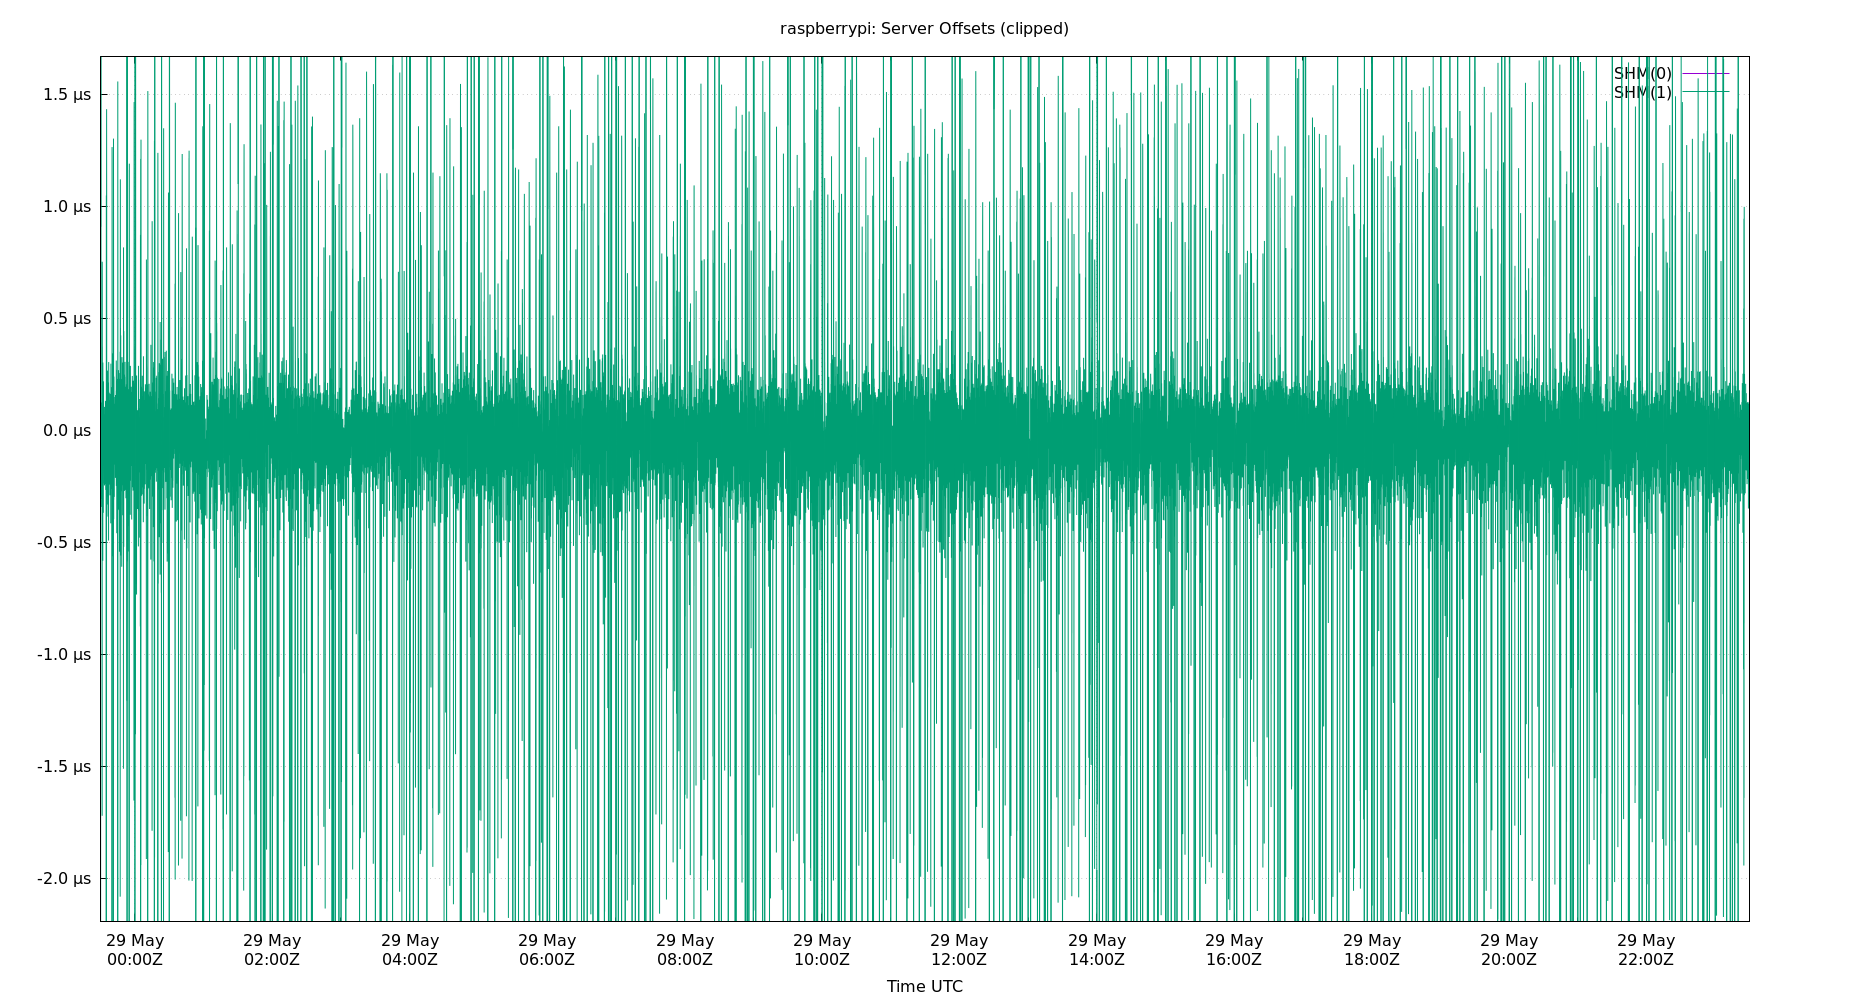 raspberrypi: Server Offsets (clipped)
SHM(0)
SHM(1)
1.5 µs
1.0 µs
0.5 µs
0.0 µs
-0.5 µs
-1.0 µs
-1.5 µs
-2.0 µs
29 May 29 May 29 May 29 May 29 May 29 May 29 May 29 May 29 May 29 May 29 May 29 May
00:00Z 02:00Z 04:00Z 06:00Z 08:00Z 10:00Z 12:00Z 14:00Z 16:00Z 18:00Z 20:00Z 22:00Z
Time UTC